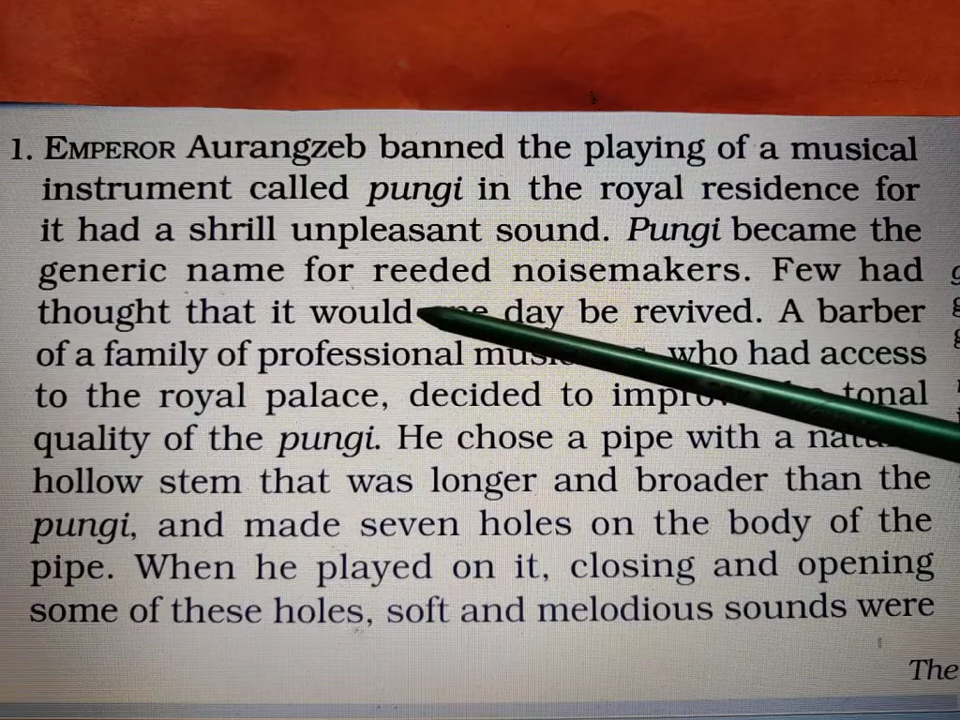 1. EMPEROR Aurangzeb banned the playing of a musical
instrument called pungi in the royal residence for
it had a shrill unpleasant sound. Pungi became the
generic name for reeded noisemakers. Few had
thought that it would day be revived. A barber
of a family of professional who had access
to the royal palace, decided to tonal
quality of the pungi. He chose a pipe with a
hollow stem that was longer and broader than the
pungi, and made seven holes on the body of the
pipe. When he played on it, closing and opening
some of these holes, soft and melodious sounds were
The